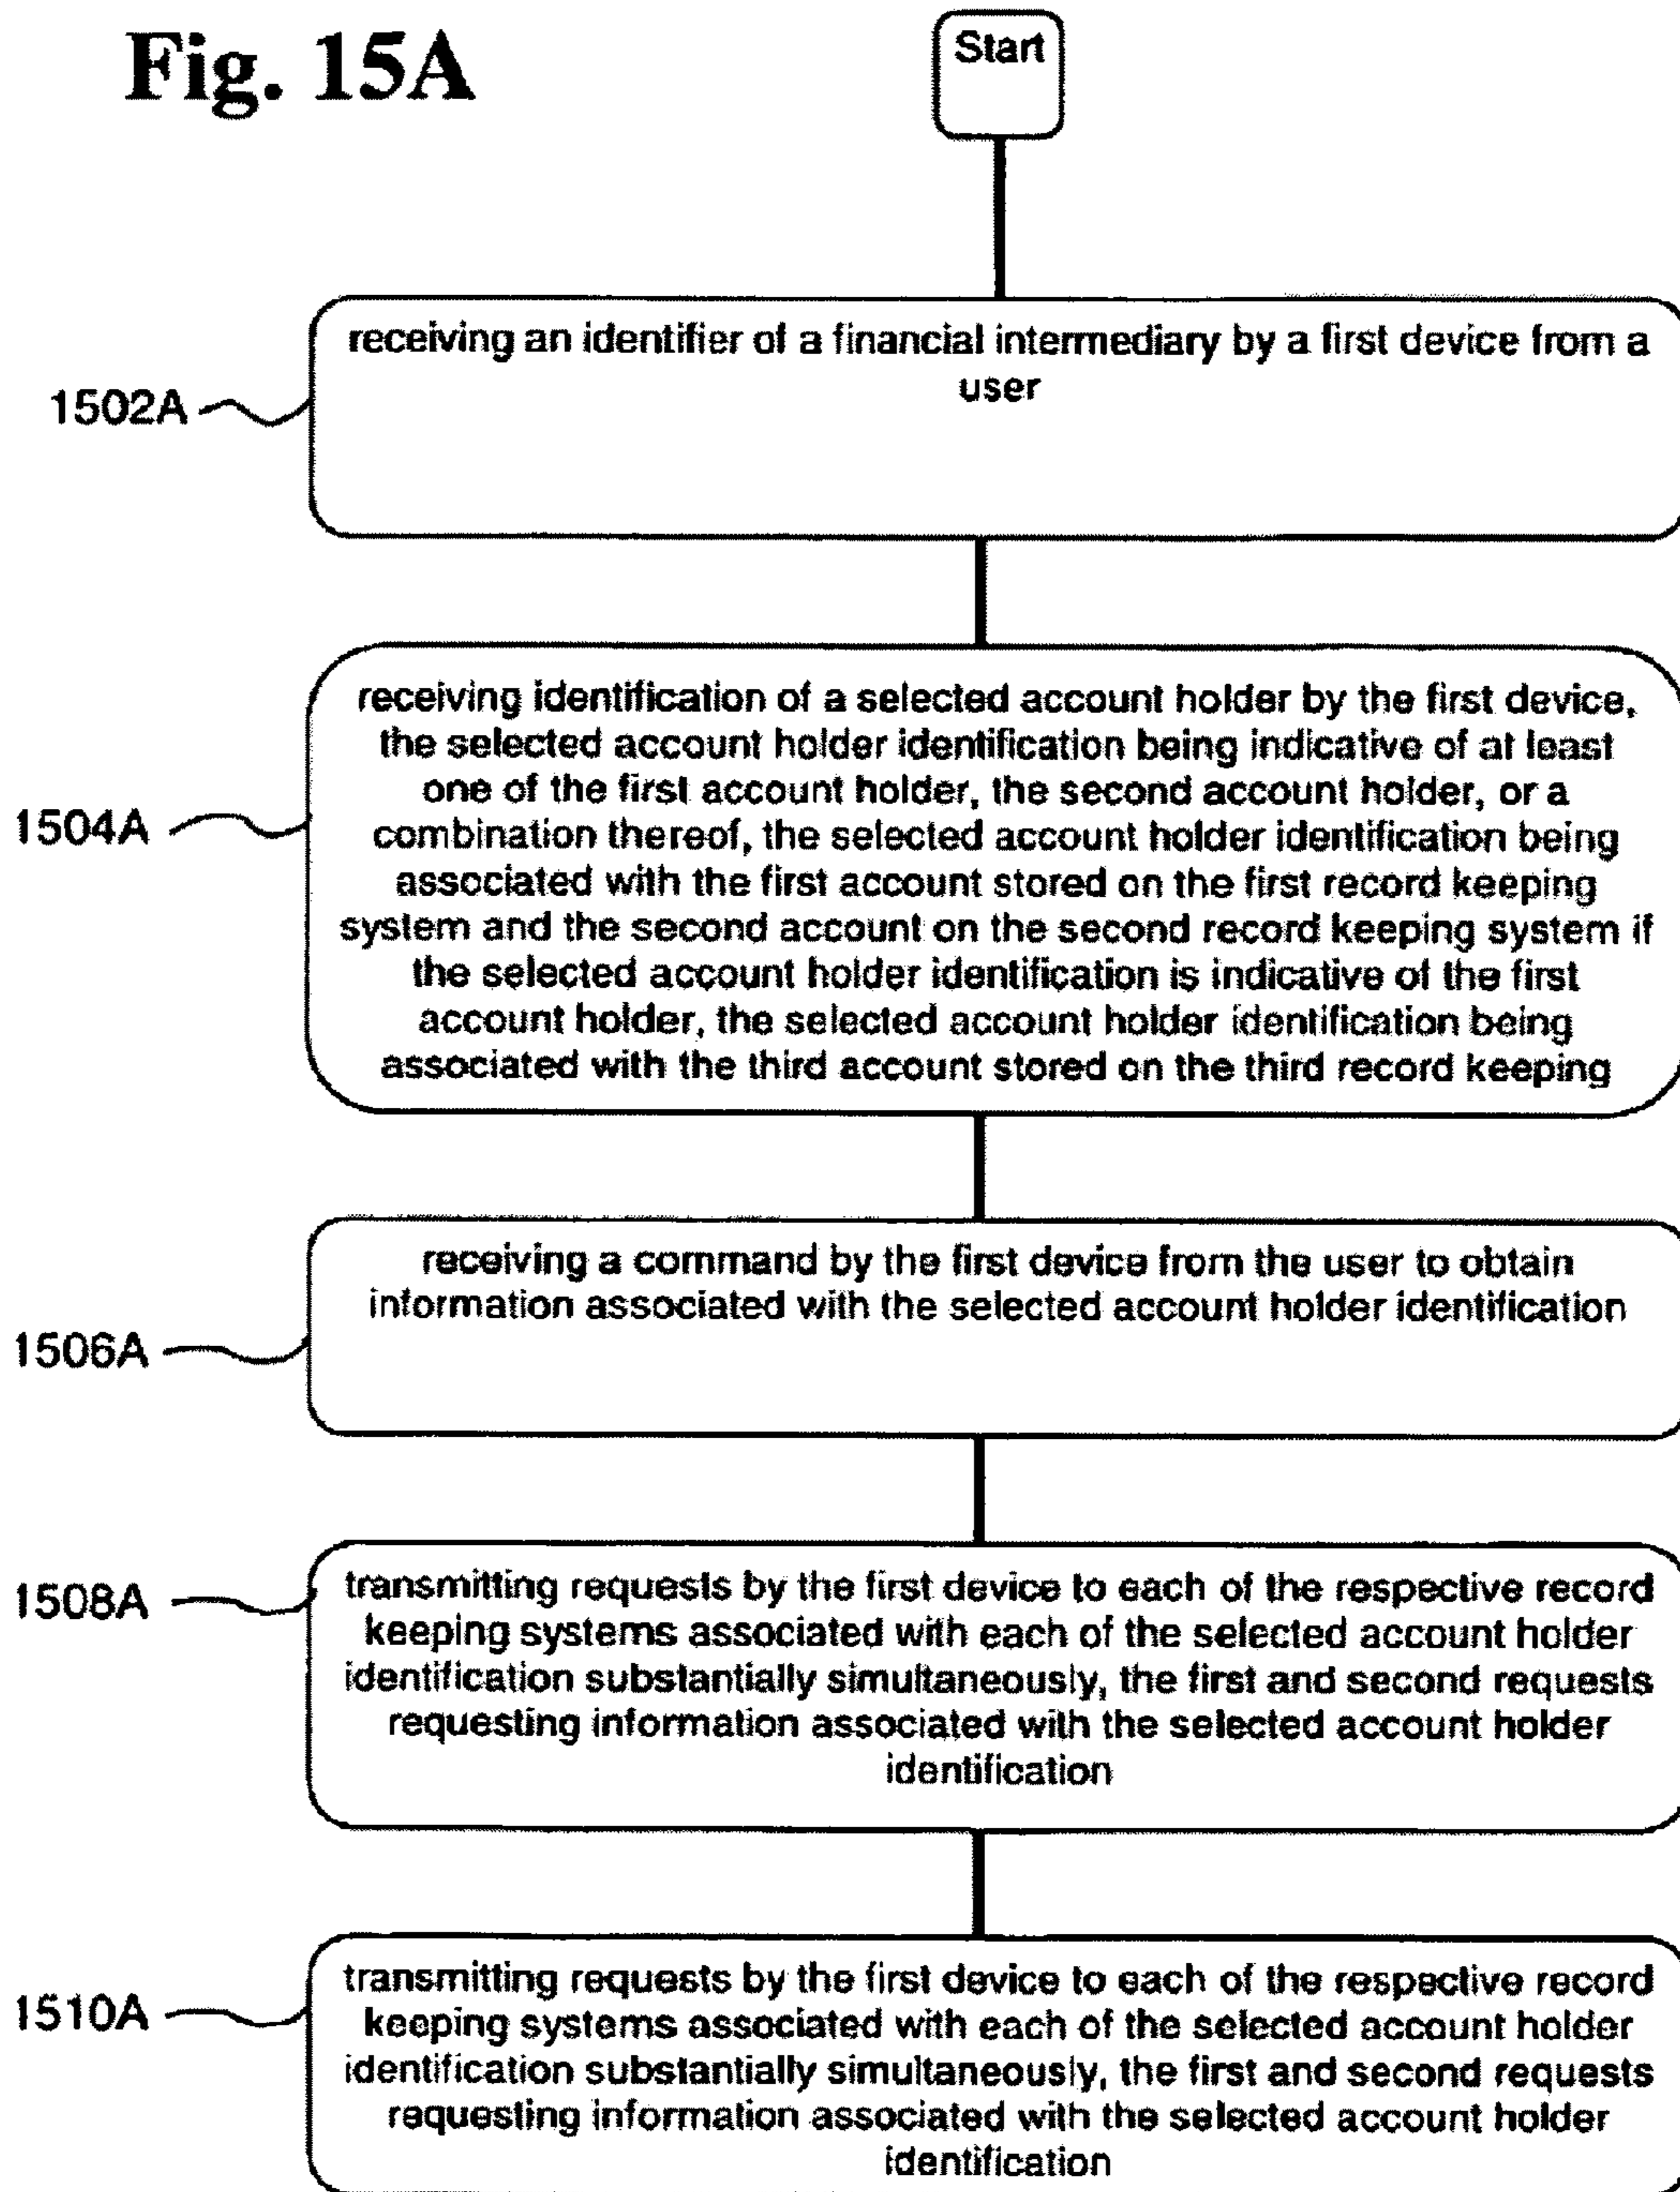 Fig. 15A
Start
receiving an identifier of a financial intermediary by a first device from a
user
1502A
receiving identification of a selected account holder by the first device,
the selected account holder identification being indicative of at least
one of the first account holder, the second account holder, or a
combination thereof, the selected account holder identification being
associated with the first account stored on the first record keeping
system and the second account on the second record keeping system if
the selected account holder identification is indicative of the first
account holder, the selected account holder identification being
associated with the third account stored on the third record keeping
1504A
receiving a command by the first device from the user to obtain
information associated with the selected account holder identification
1506A
transmitting requests by the first device to each of the respective record
keeping systems associated with each of the selected account holder
identification substantially simultaneously, the first and second requests
requesting information associated with the selected account holder
identification
1508A
transmitting requests by the first device to each of the respective record
keeping systems associated with each of the selected account holder
identification substantially simultaneously, the first and second requests
requesting information associated with the selected account holder
identification
1510A